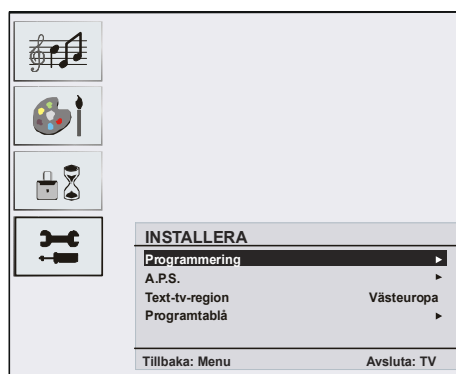 INSTALLERA
Programmering ►
A.P.S. ►
Text-tv-region Västeuropa
Programtablå ►
Tillbaka: Menu Avsluta: TV